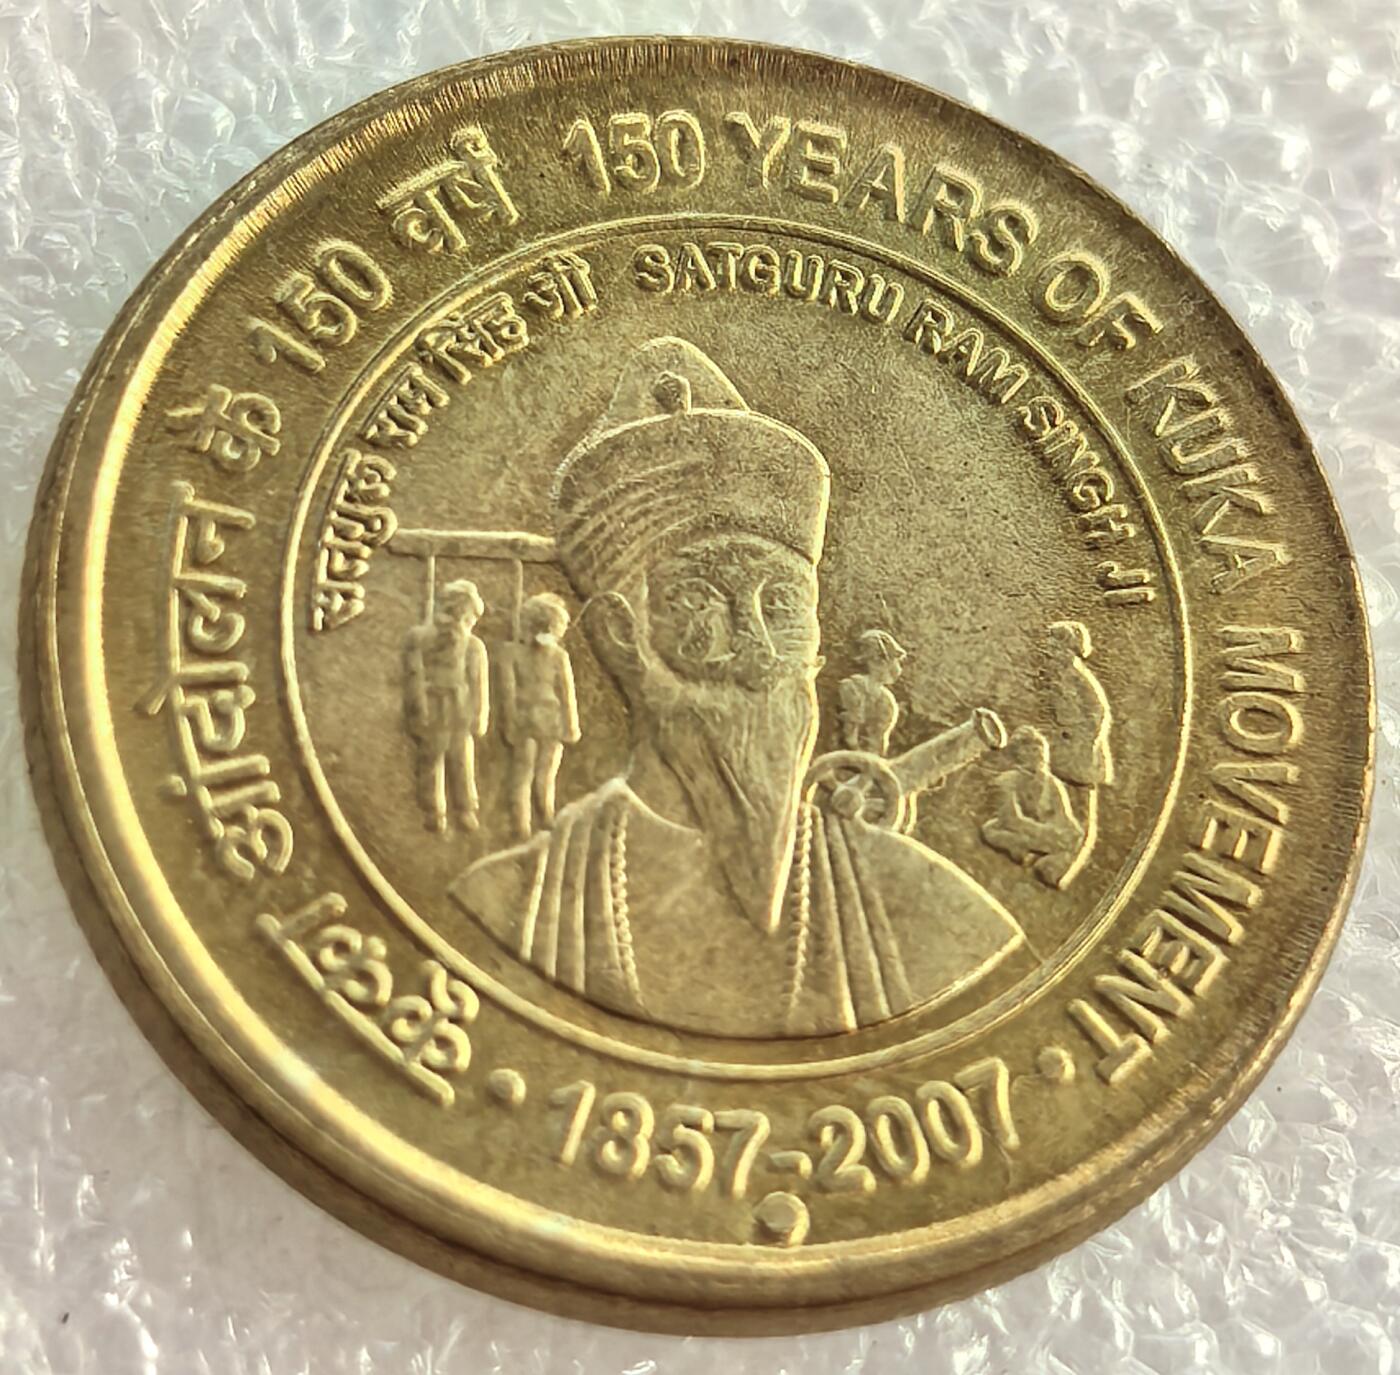 कूका आंदोलन के 150 वर्ष
150 YEARS OF KUKA MOVEMENT
सतगुरु राम सिंह जी
SATGURU RAM SINGH JI
• 1857-2007 •